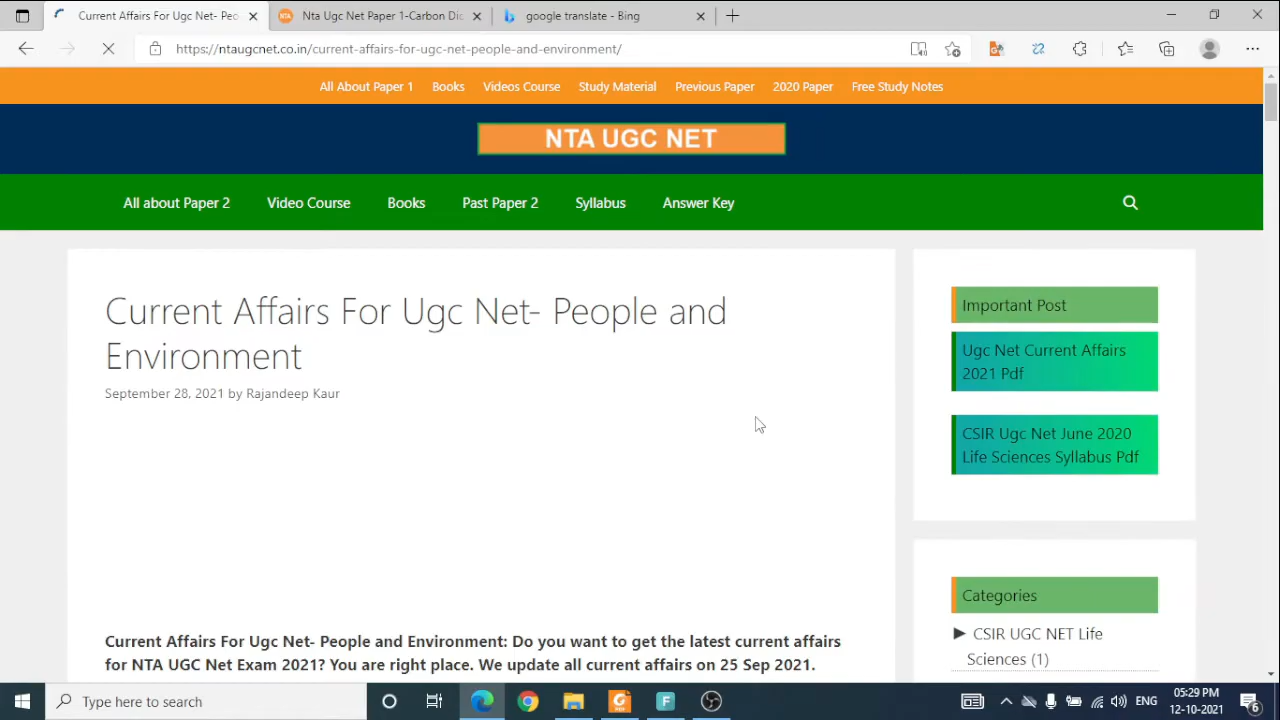 Current Affairs For Ugc Net- Peo
Nta Ugc Net Paper 1-Carbon Dio
google translate - Bing
https://ntaugcnet.co.in/current-affairs-for-ugc-net-people-and-environment/
All About Paper 1 Books Videos Course Study Material Previous Paper 2020 Paper Free Study Notes
NTA UGC NET
All about Paper 2 Video Course Books Past Paper 2 Syllabus Answer Key
Current Affairs For Ugc Net- People and
Environment
September 28, 2021 by Rajandeep Kaur
Current Affairs For Ugc Net- People and Environment: Do you want to get the latest current affairs
for NTA UGC Net Exam 2021? You are right place. We update all current affairs on 25 Sep 2021.
Important Post
Ugc Net Current Affairs
2021 Pdf
CSIR Ugc Net June 2020
Life Sciences Syllabus Pdf
Categories
CSIR UGC NET Life
Sciences (1)
Type here to search
ENG
05:29 PM
12-10-2021
6